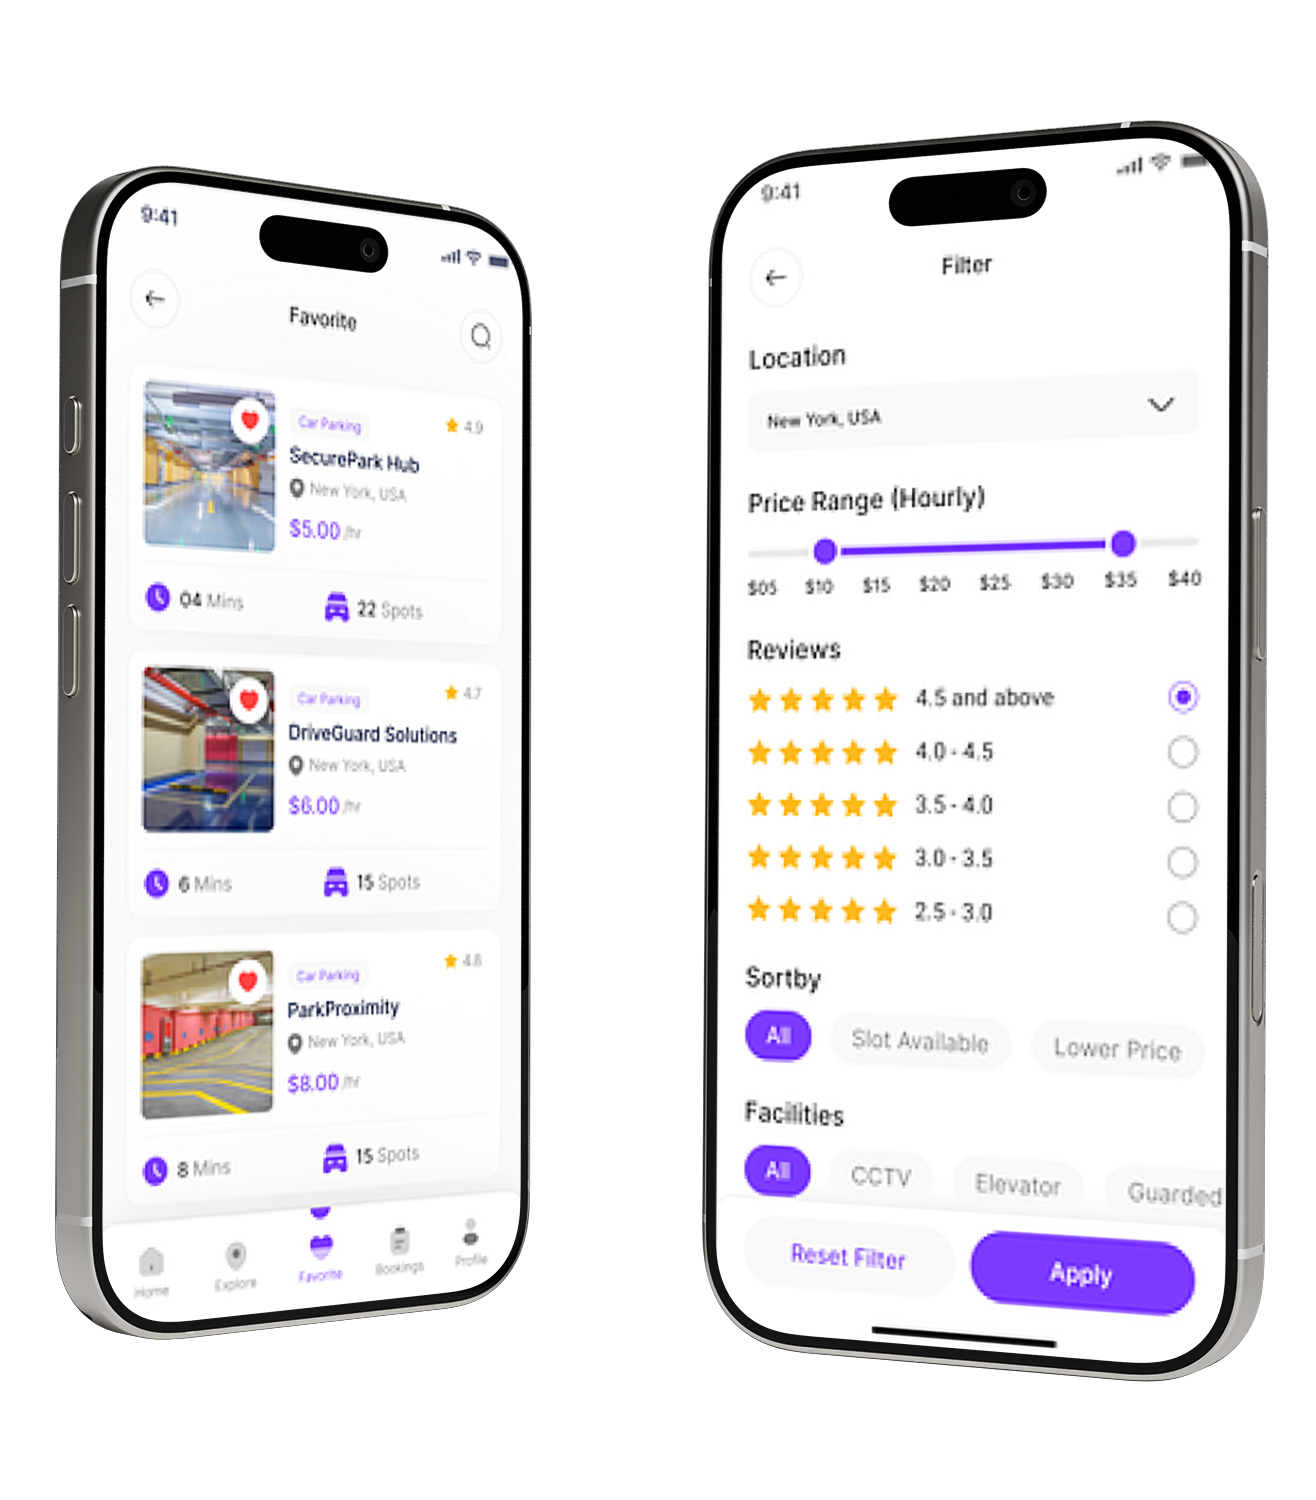 9:41
Favorite
Car Parking
4.9
SecurePark Hub
New York, USA
$5.00 /hr
04 Mins
22 Spots
Car Parking
4.7
DriveGuard Solutions
New York, USA
$6.00 /hr
6 Mins
15 Spots
Car Parking
4.6
ParkProximity
New York, USA
$8.00 /hr
8 Mins
15 Spots
Home
Explore
Favorite
Bookings
Profile
9:41
Filter
Location
New York, USA
Price Range (Hourly)
$05 $10 $15 $20 $25 $30 $35 $40
Reviews
4.5 and above
4.0 - 4.5
3.5 - 4.0
3.0 - 3.5
2.5 - 3.0
Sortby
All
Slot Available
Lower Price
Facilities
All
CCTV
Elevator
Guarded
Reset Filter
Apply